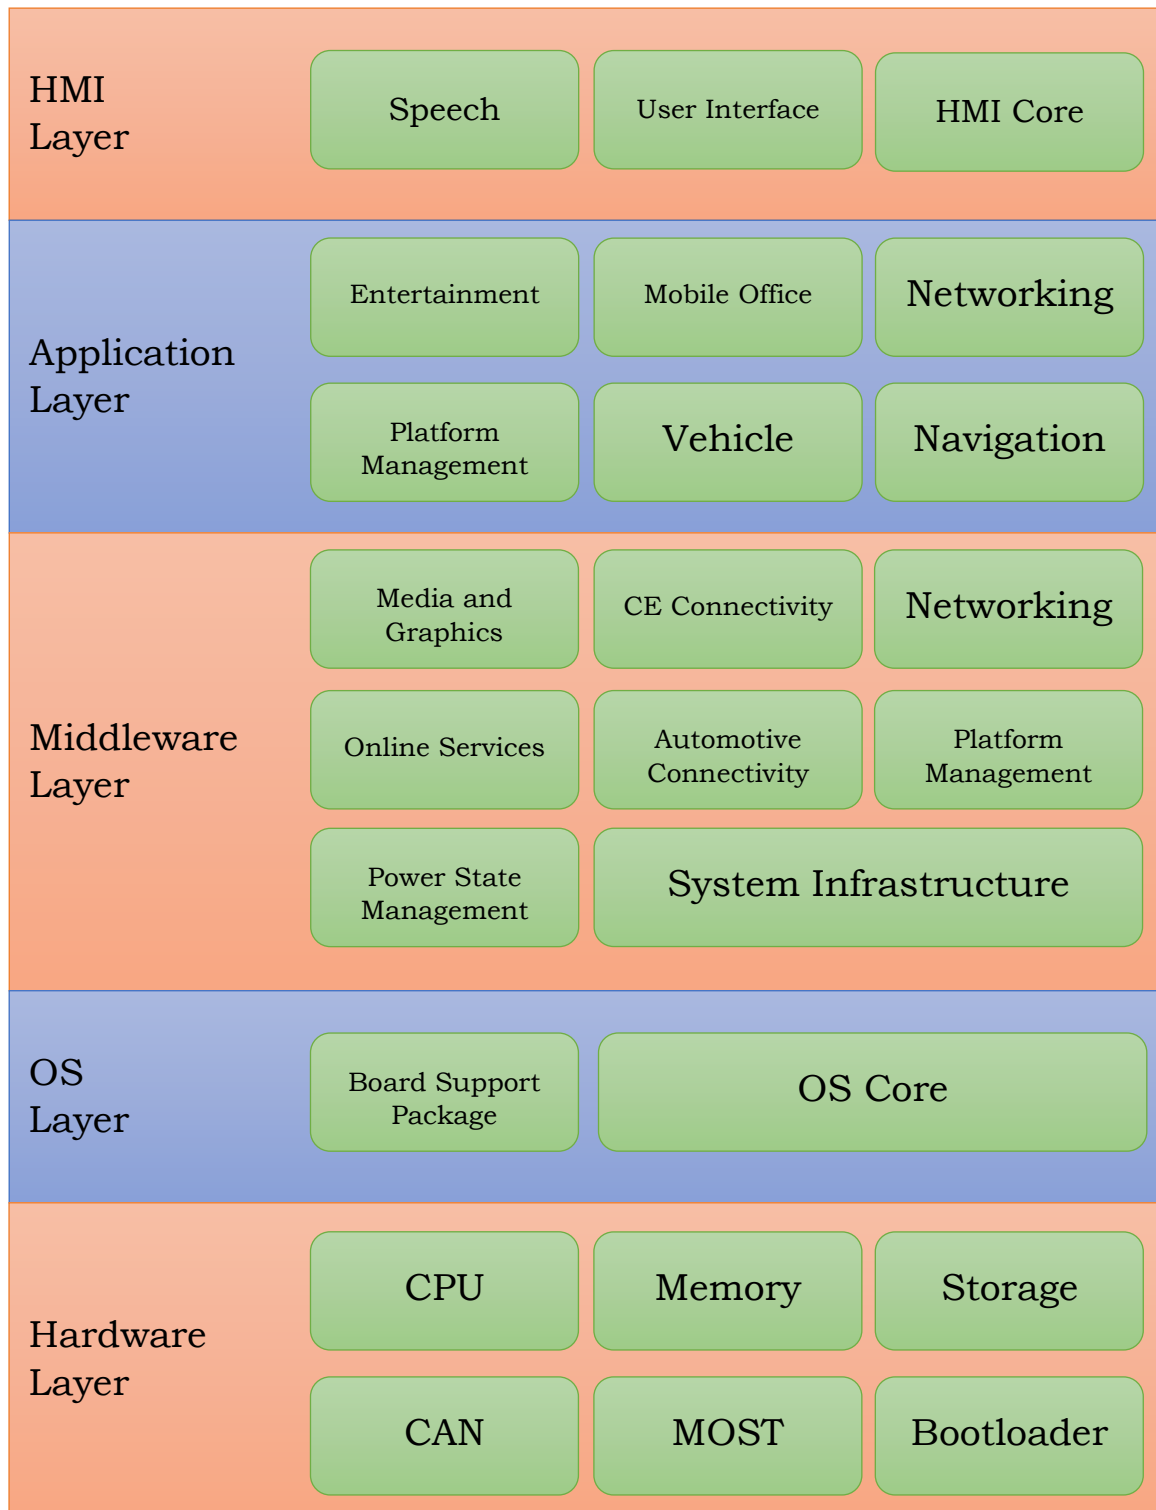 HMI
Layer
Speech
User Interface
HMI Core
Application
Layer
Entertainment
Mobile Office
Networking
Platform
Management
Vehicle
Navigation
Middleware
Layer
Media and
Graphics
CE Connectivity
Networking
Online Services
Automotive
Connectivity
Platform
Management
Power State
Management
System Infrastructure
OS
Layer
Board Support
Package
OS Core
Hardware
Layer
CPU
Memory
Storage
CAN
MOST
Bootloader